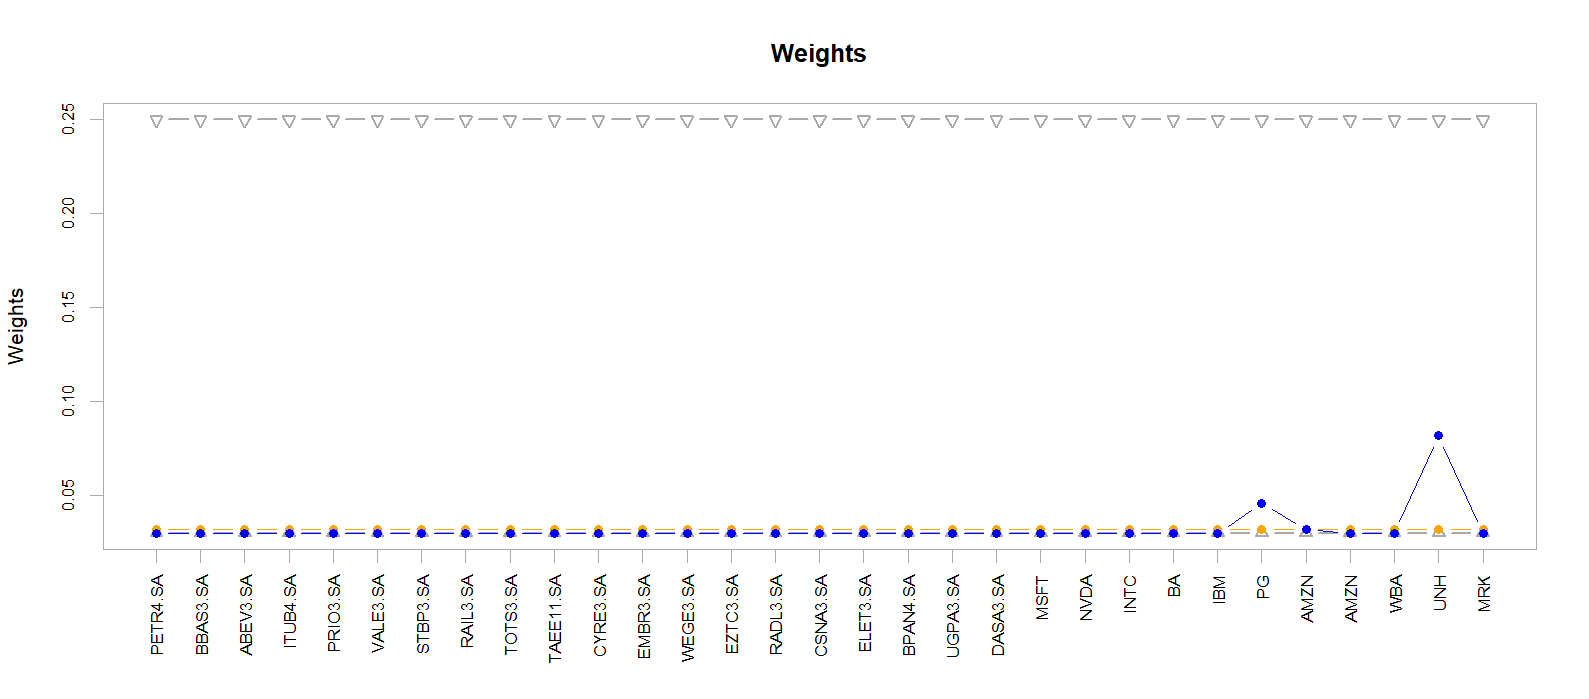 Weights
Weights
0.25
0.20
0.15
0.10
0.05
PETR4.SA
BBAS3.SA
ABEV3.SA
ITUB4.SA
PRIO3.SA
VALE3.SA
STBP3.SA
RAIL3.SA
TOTS3.SA
TAEE11.SA
CYRE3.SA
EMBR3.SA
WEGE3.SA
EZTC3.SA
RADL3.SA
CSNA3.SA
ELET3.SA
BPAN4.SA
UGPA3.SA
DASA3.SA
MSFT
NVDA
INTC
BA
IBM
PG
AMZN
AMZN
WBA
UNH
MRK